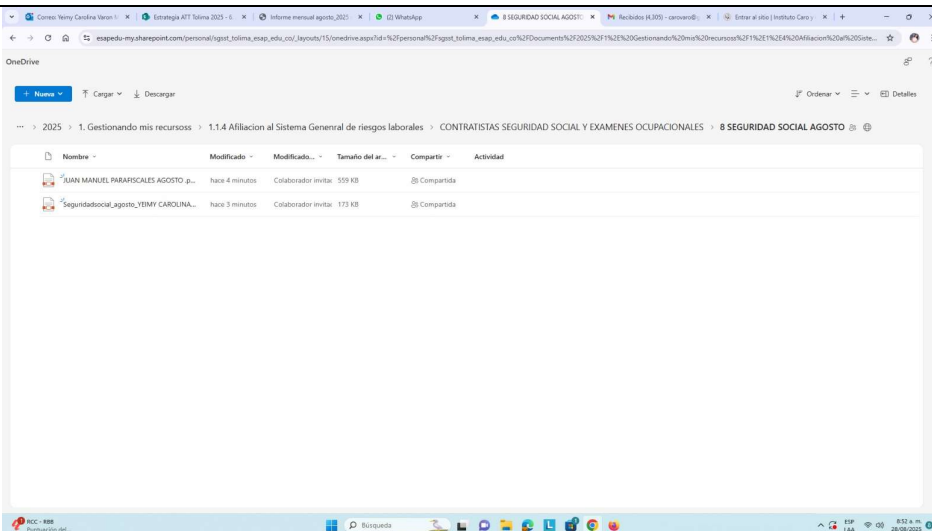 Correo: Yeimy Carolina Varon
Estrategia ATT Tolima 2025 -
Informe mensual agosto_2025
(2) WhatsApp
8 SEGURIDAD SOCIAL AGOSTO
Recibidos (4.205) - carovaro@
Entrar al sitio | Instituto Caro y
esapedu-my.sharepoint.com/personal/sgsst_tolima_esap_edu_co/_layouts/15/onedrive.aspx?id=%2Fpersonal%2Fsgsst_tolima_esap_edu_co%2FDocuments%2F2025%2F1%2E%20Gestionando%20mis%20recursoss%2F1%2E1%2E4%20Afiliacion%20al%20Siste...
OneDrive
+ Nueva Cargar Descargar Ordenar Detalles
... > 2025 > 1. Gestionando mis recursoss > 1.1.4 Afiliacion al Sistema Genenral de riesgos laborales > CONTRATISTAS SEGURIDAD SOCIAL Y EXAMENES OCUPACIONALES > 8 SEGURIDAD SOCIAL AGOSTO
Nombre Modificado Modificado... Tamaño del ar... Compartir Actividad
JUAN MANUEL PARAFISCALES AGOSTO .p... hace 4 minutos Colaborador invitac 559 KB Compartida
Seguridadsocial_agosto_YEIMY CAROLINA... hace 3 minutos Colaborador invitac 173 KB Compartida
RCC - RBB
Puntuación del
Búsqueda
ESP
LAA
8:52 a. m.
28/08/2025